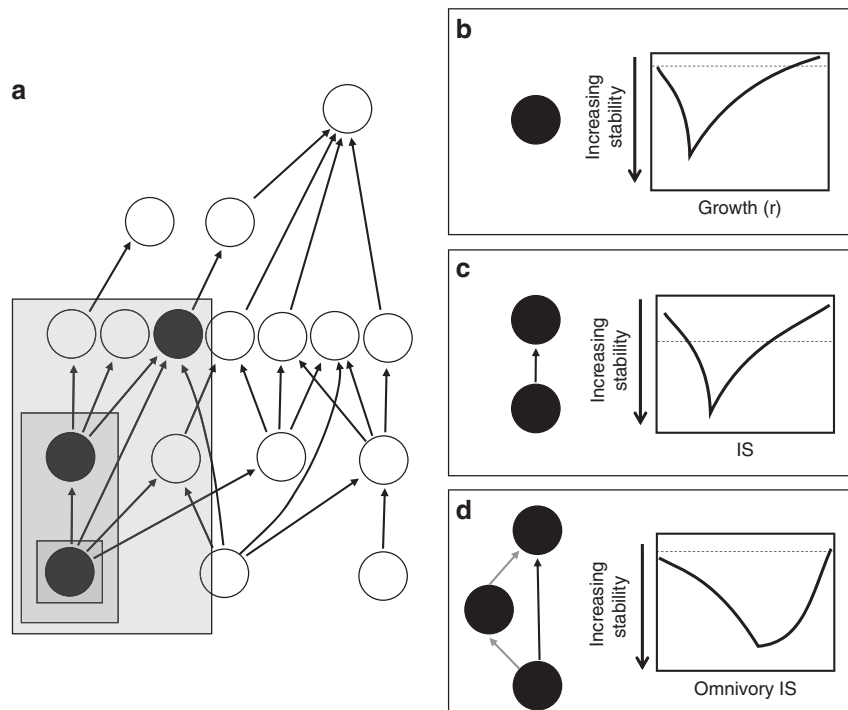 a
b
Increasing
stability
Growth (r)
c
Increasing
stability
IS
d
Increasing
stability
Omnivory IS